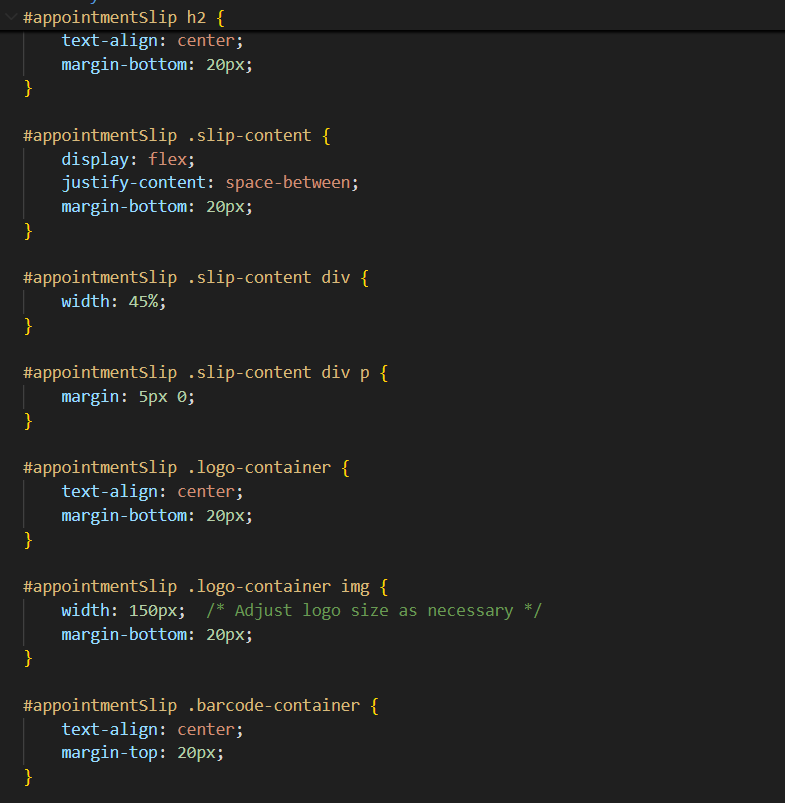 #appointmentSlip h2 {
    text-align: center;
    margin-bottom: 20px;
}

#appointmentSlip .slip-content {
    display: flex;
    justify-content: space-between;
    margin-bottom: 20px;
}

#appointmentSlip .slip-content div {
    width: 45%;
}

#appointmentSlip .slip-content div p {
    margin: 5px 0;
}

#appointmentSlip .logo-container {
    text-align: center;
    margin-bottom: 20px;
}

#appointmentSlip .logo-container img {
    width: 150px;  /* Adjust logo size as necessary */
    margin-bottom: 20px;
}

#appointmentSlip .barcode-container {
    text-align: center;
    margin-top: 20px;
}